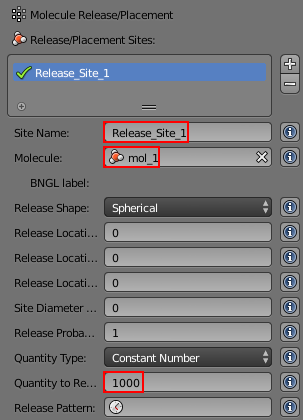 Molecule Release/Placement
Release/Placement Sites:
Release_Site_1
Site Name: Release_Site_1
Molecule: mol_1
BNGL label:
Release Shape: Spherical
Release Locati... 0
Release Locati... 0
Release Locati... 0
Site Diameter ... 0
Release Proba... 1
Quantity Type: Constant Number
Quantity to Re... 1000
Release Pattern: